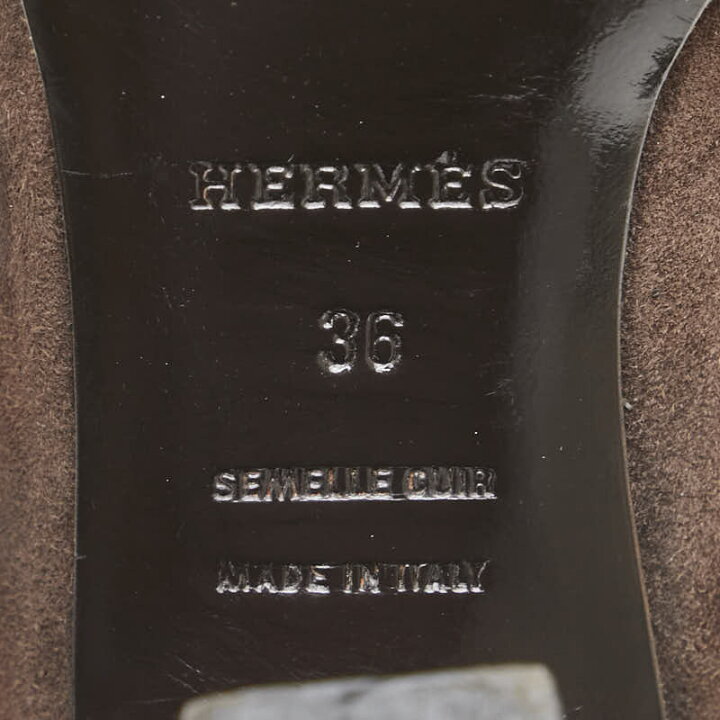 HERMÈS
36
SEMELLE CUIR
MADE IN ITALY